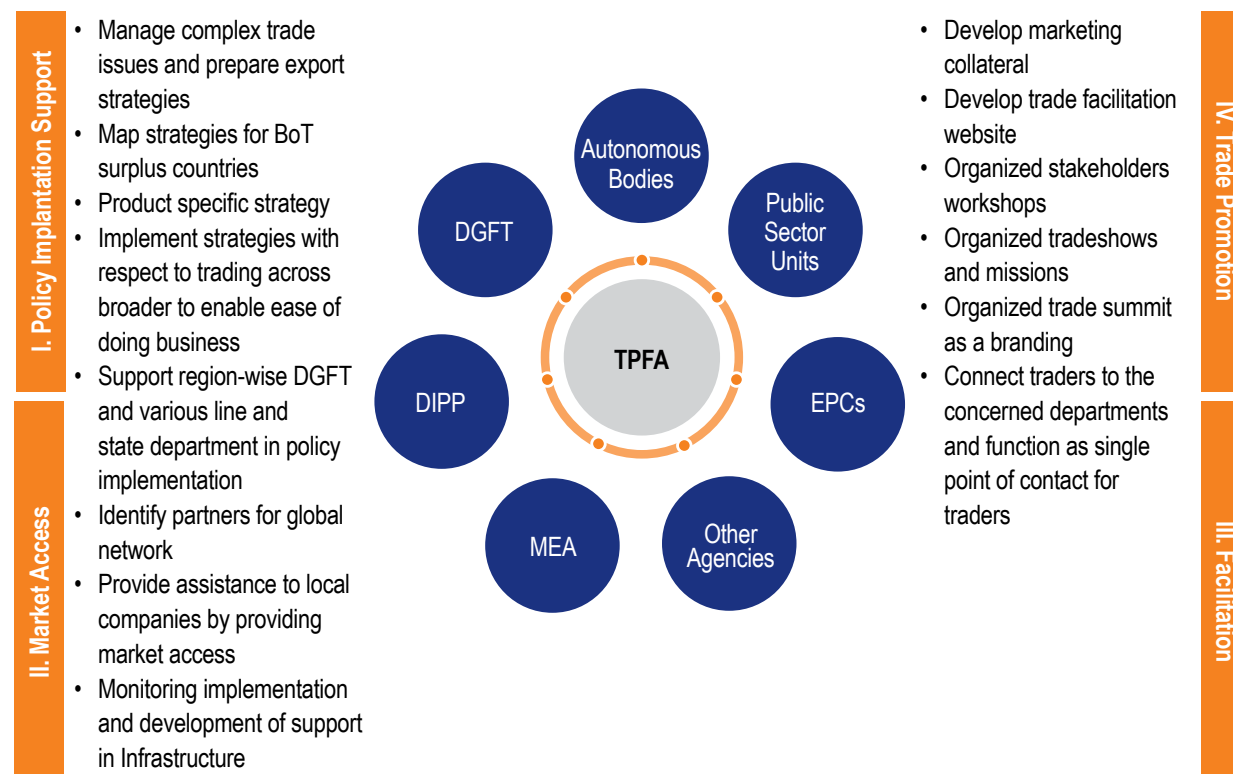 I. Policy Implantation Support
• Manage complex trade
issues and prepare export
strategies
• Map strategies for BoT
surplus countries
• Product specific strategy
• Implement strategies with
respect to trading across
broader to enable ease of
doing business
• Support region-wise DGFT
and various line and
state department in policy
implementation
II. Market Access
• Identify partners for global
network
• Provide assistance to local
companies by providing
market access
• Monitoring implementation
and development of support
in Infrastructure
Autonomous
Bodies
DGFT
Public
Sector
Units
TPFA
DIPP
EPCs
MEA
Other
Agencies
• Develop marketing
collateral
• Develop trade facilitation
website
• Organized stakeholders
workshops
• Organized tradeshows
and missions
• Organized trade summit
as a branding
• Connect traders to the
concerned departments
and function as single
point of contact for
traders
IV. Trade Promotion
III. Facilitation